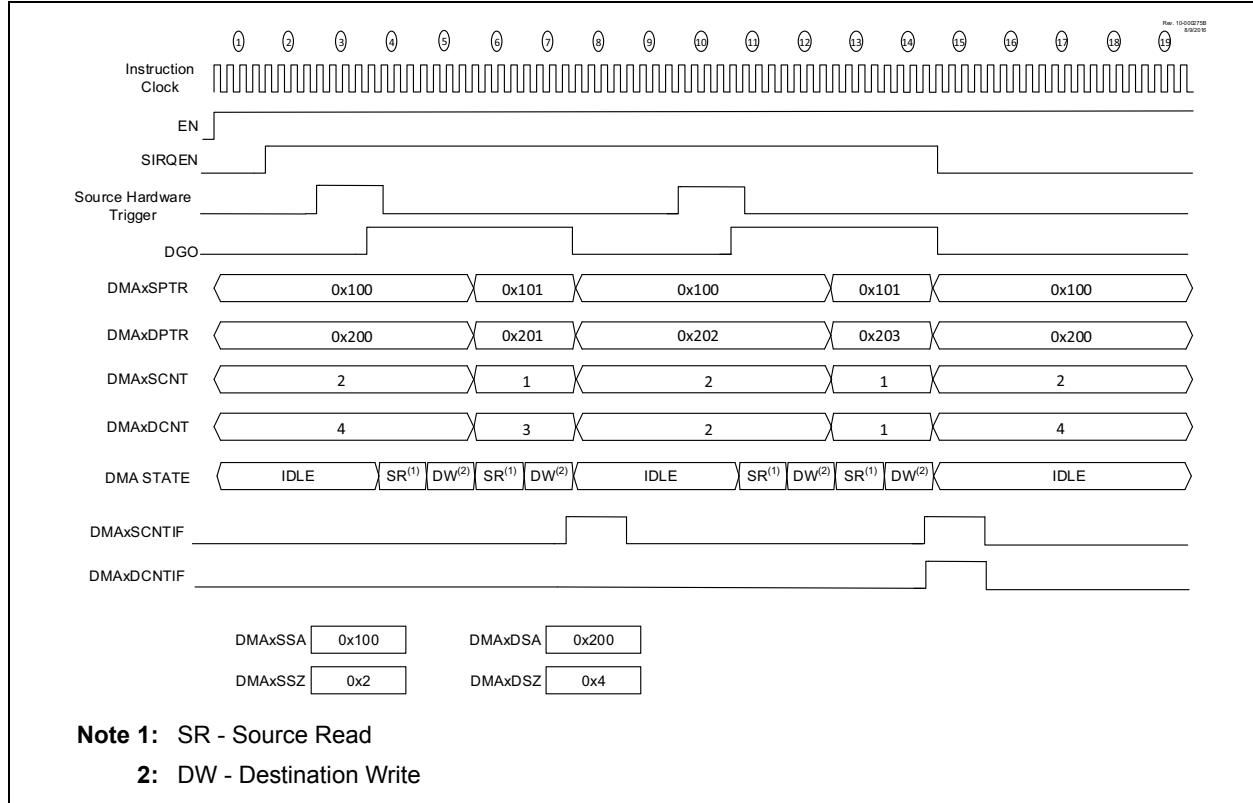 Rev. 10-000275B
8/9/2016
1 2 3 4 5 6 7 8 9 10 11 12 13 14 15 16 17 18 19
Instruction
Clock
EN
SIRQEN
Source Hardware
Trigger
DGO
DMAxSPTR 0x100 0x101 0x100 0x101 0x100
DMAxDPTR 0x200 0x201 0x202 0x203 0x200
DMAxSCNT 2 1 2 1 2
DMAxDCNT 4 3 2 1 4
DMA STATE IDLE SR(1) DW(2) SR(1) DW(2) IDLE SR(1) DW(2) SR(1) DW(2) IDLE
DMAxSCNTIF
DMAxDCNTIF
DMAxSSA 0x100 DMAxDSA 0x200
DMAxSSZ 0x2 DMAxDSZ 0x4
Note 1: SR - Source Read
2: DW - Destination Write